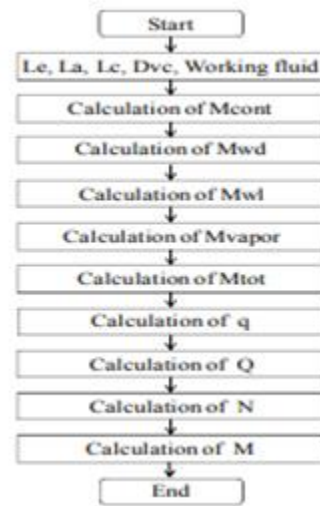 Start
Le, La, Lc, Dvc, Working fluid
Calculation of Mcont
Calculation of Mwd
Calculation of Mwl
Calculation of Mvapor
Calculation of Mtot
Calculation of q
Calculation of Q
Calculation of N
Calculation of M
End